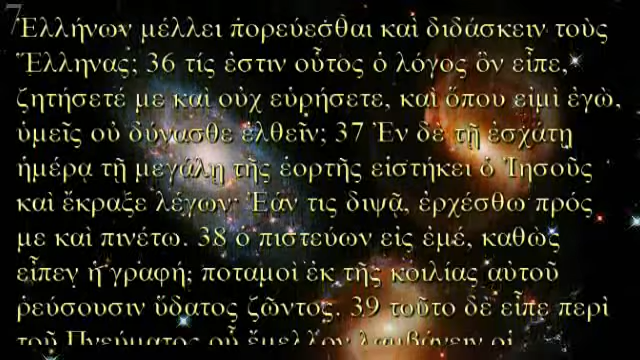 7
Ἑλλήνων μέλλει πορεύεσθαι καὶ διδάσκειν τοὺς
Ἕλληνας; 36 τίς ἐστιν οὗτος ὁ λόγος ὃν εἶπε,
ζητήσετέ με καὶ οὐχ εὑρήσετε, καὶ ὅπου εἰμὶ ἐγὼ,
ὑμεῖς οὐ δύνασθε ἐλθεῖν; 37 Ἐν δὲ τῇ ἐσχάτῃ
ἡμέρᾳ τῇ μεγάλῃ τῆς ἑορτῆς εἱστήκει ὁ Ἰησοῦς
καὶ ἔκραξε λέγων· Ἐάν τις διψᾷ, ἐρχέσθω πρός
με καὶ πινέτω. 38 ὁ πιστεύων εἰς ἐμέ, καθὼς
εἶπεν ἡ γραφή, ποταμοὶ ἐκ τῆς κοιλίας αὐτοῦ
ῥεύσουσιν ὕδατος ζῶντος. 39 τοῦτο δὲ εἶπε περὶ
τοῦ Πνεύματος οὗ ἔμελλον λαμβάνειν οἱ